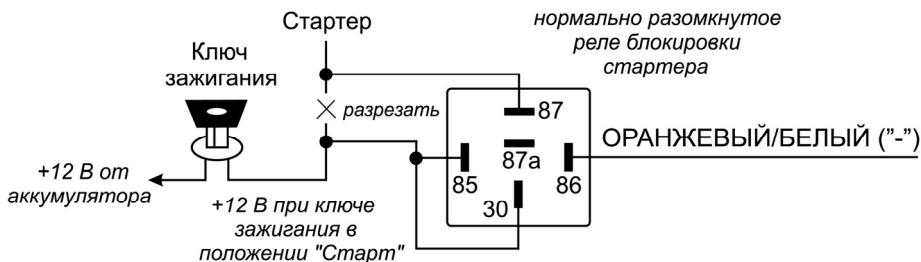 Стартер
нормально разомкнутое
реле блокировки
стартера
Ключ
зажигания
разрезать
87
87а
85
86
30
ОРАНЖЕВЫЙ/БЕЛЫЙ ("-")
+12 В от
аккумулятора
+12 В при ключе
зажигания в
положении "Старт"